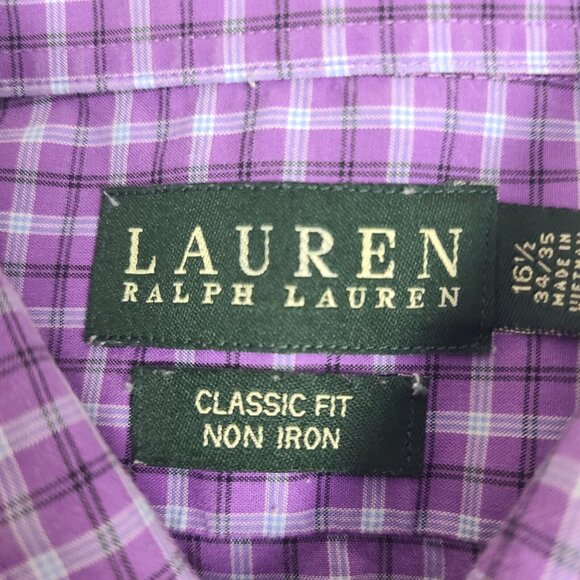 LAUREN
RALPH LAUREN
CLASSIC FIT
NON IRON
16½
34/35
MADE IN